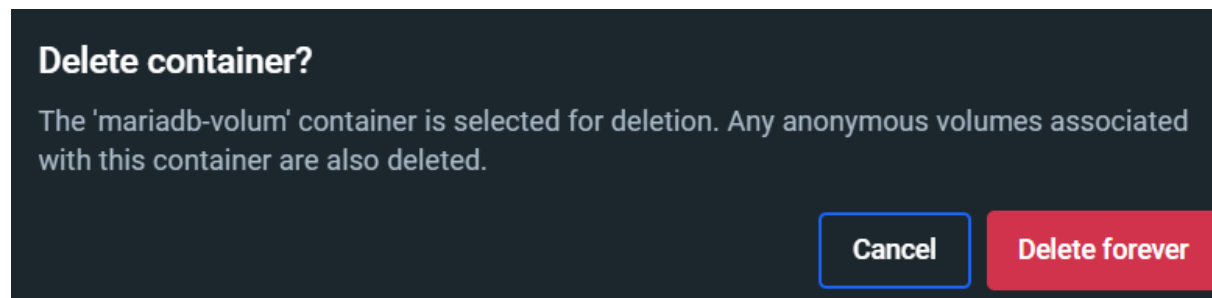 Delete container?
The 'mariadb-volum' container is selected for deletion. Any anonymous volumes associated
with this container are also deleted.
Cancel
Delete forever